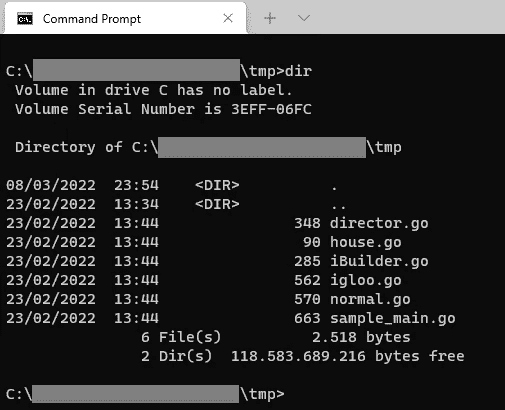 Command Prompt
C:\ \tmp>dir
Volume in drive C has no label.
Volume Serial Number is 3EFF-06FC
Directory of C:\ \tmp
08/03/2022  23:54    <DIR>          .
23/02/2022  13:34    <DIR>          ..
23/02/2022  13:44               348 director.go
23/02/2022  13:44                90 house.go
23/02/2022  13:44               285 iBuilder.go
23/02/2022  13:44               562 igloo.go
23/02/2022  13:44               570 normal.go
23/02/2022  13:44               663 sample_main.go
6 File(s)          2.518 bytes
2 Dir(s)  118.583.689.216 bytes free
C:\ \tmp>